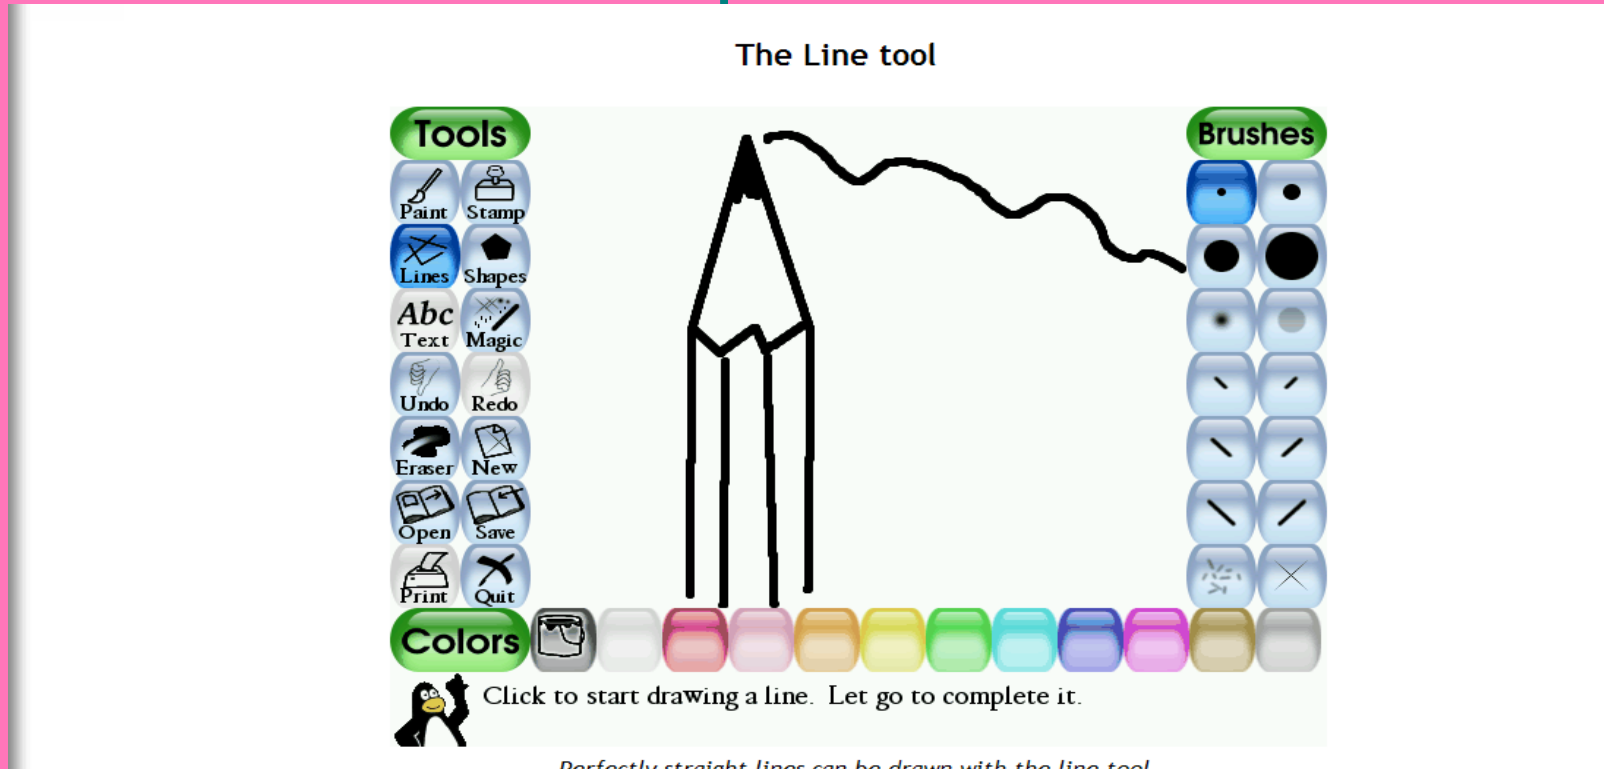 The Line tool
Tools
Brushes
Paint Stamp
Lines Shapes
Abc
Text Magic
Undo Redo
Eraser New
Open Save
Print Quit
Colors
Click to start drawing a line. Let go to complete it.
Perfectly straight lines can be drawn with the line tool